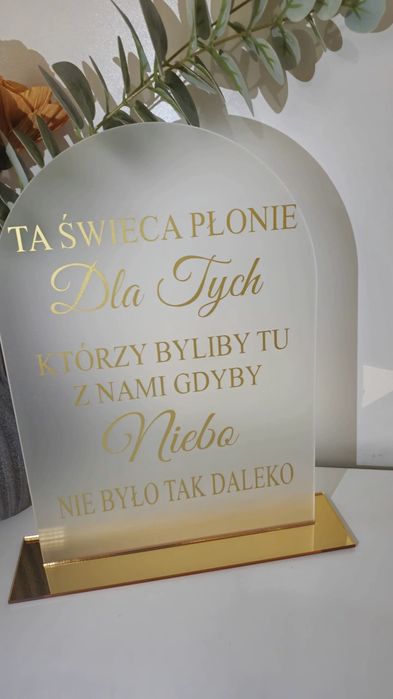 TA ŚWIECA PŁONIE
Dla Tych
KTÓRZY BYLIBY TU
Z NAMI GDYBY
Niebo
NIE BYŁO TAK DALEKO